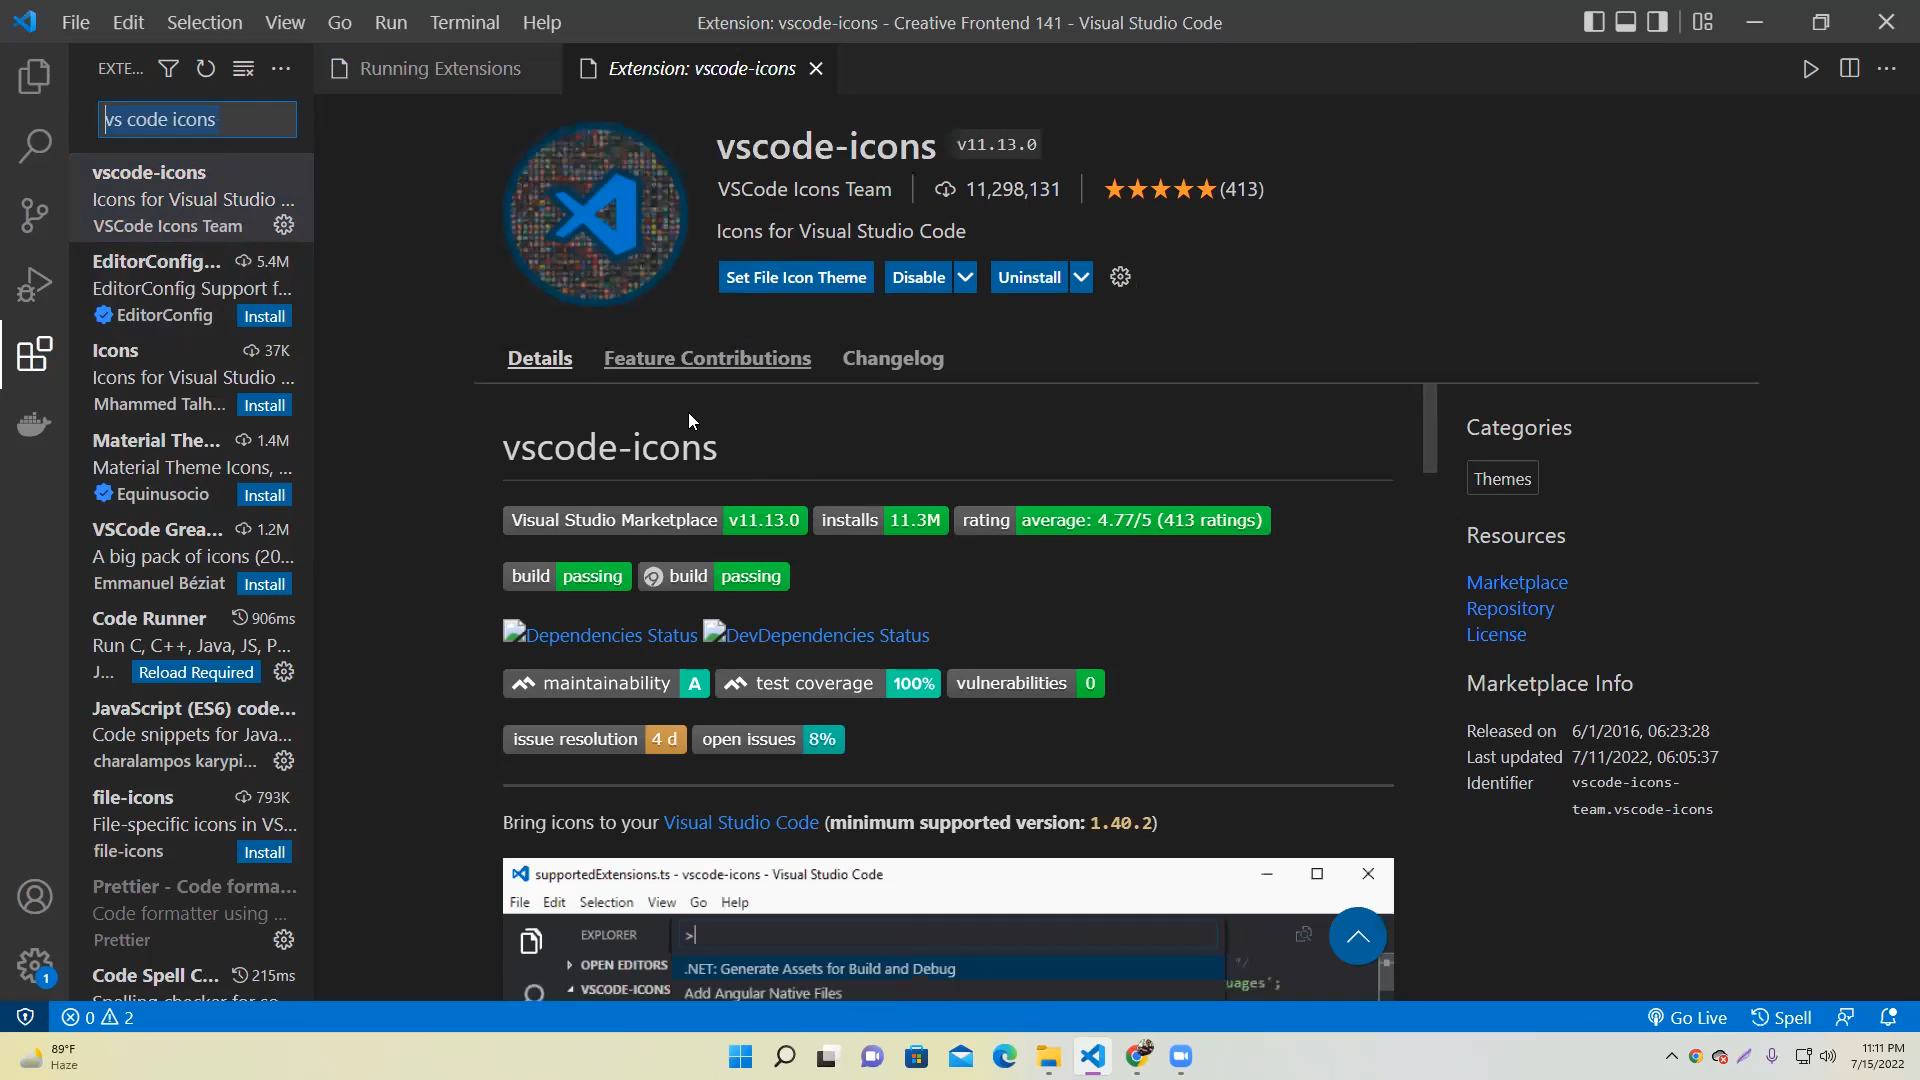 File Edit Selection View Go Run Terminal Help
Extension: vscode-icons - Creative Frontend 141 - Visual Studio Code
EXTE...
Running Extensions
Extension: vscode-icons
vs code icons
vscode-icons
Icons for Visual Studio ...
VSCode Icons Team
EditorConfig... 5.4M
EditorConfig Support f...
EditorConfig Install
Icons 37K
Icons for Visual Studio ...
Mhammed Talh... Install
Material The... 1.4M
Material Theme Icons, ...
Equinusocio Install
VSCode Grea... 1.2M
A big pack of icons (20...
Emmanuel Béziat Install
Code Runner 906ms
Run C, C++, Java, JS, P...
J... Reload Required
JavaScript (ES6) code...
Code snippets for Java...
charalampos karypi...
file-icons 793K
File-specific icons in VS...
file-icons Install
Prettier - Code forma...
Code formatter using ...
Prettier
Code Spell C... 215ms
Spelling checker for so
1
vscode-icons v11.13.0
VSCode Icons Team 11,298,131 (413)
Icons for Visual Studio Code
Set File Icon Theme Disable Uninstall
Details Feature Contributions Changelog
vscode-icons
Visual Studio Marketplace v11.13.0 installs 11.3M rating average: 4.77/5 (413 ratings)
build passing build passing
Dependencies Status DevDependencies Status
maintainability A test coverage 100% vulnerabilities 0
issue resolution 4 d open issues 8%
Bring icons to your Visual Studio Code (minimum supported version: 1.40.2)
supportedExtensions.ts - vscode-icons - Visual Studio Code
File Edit Selection View Go Help
EXPLORER >
OPEN EDITORS .NET: Generate Assets for Build and Debug */
VSCODE-ICONS Add Angular Native Files uages';
Categories
Themes
Resources
Marketplace
Repository
License
Marketplace Info
Released on 6/1/2016, 06:23:28
Last updated 7/11/2022, 06:05:37
Identifier vscode-icons-
team.vscode-icons
0 2 Go Live Spell
89°F
Haze
11:11 PM
7/15/2022